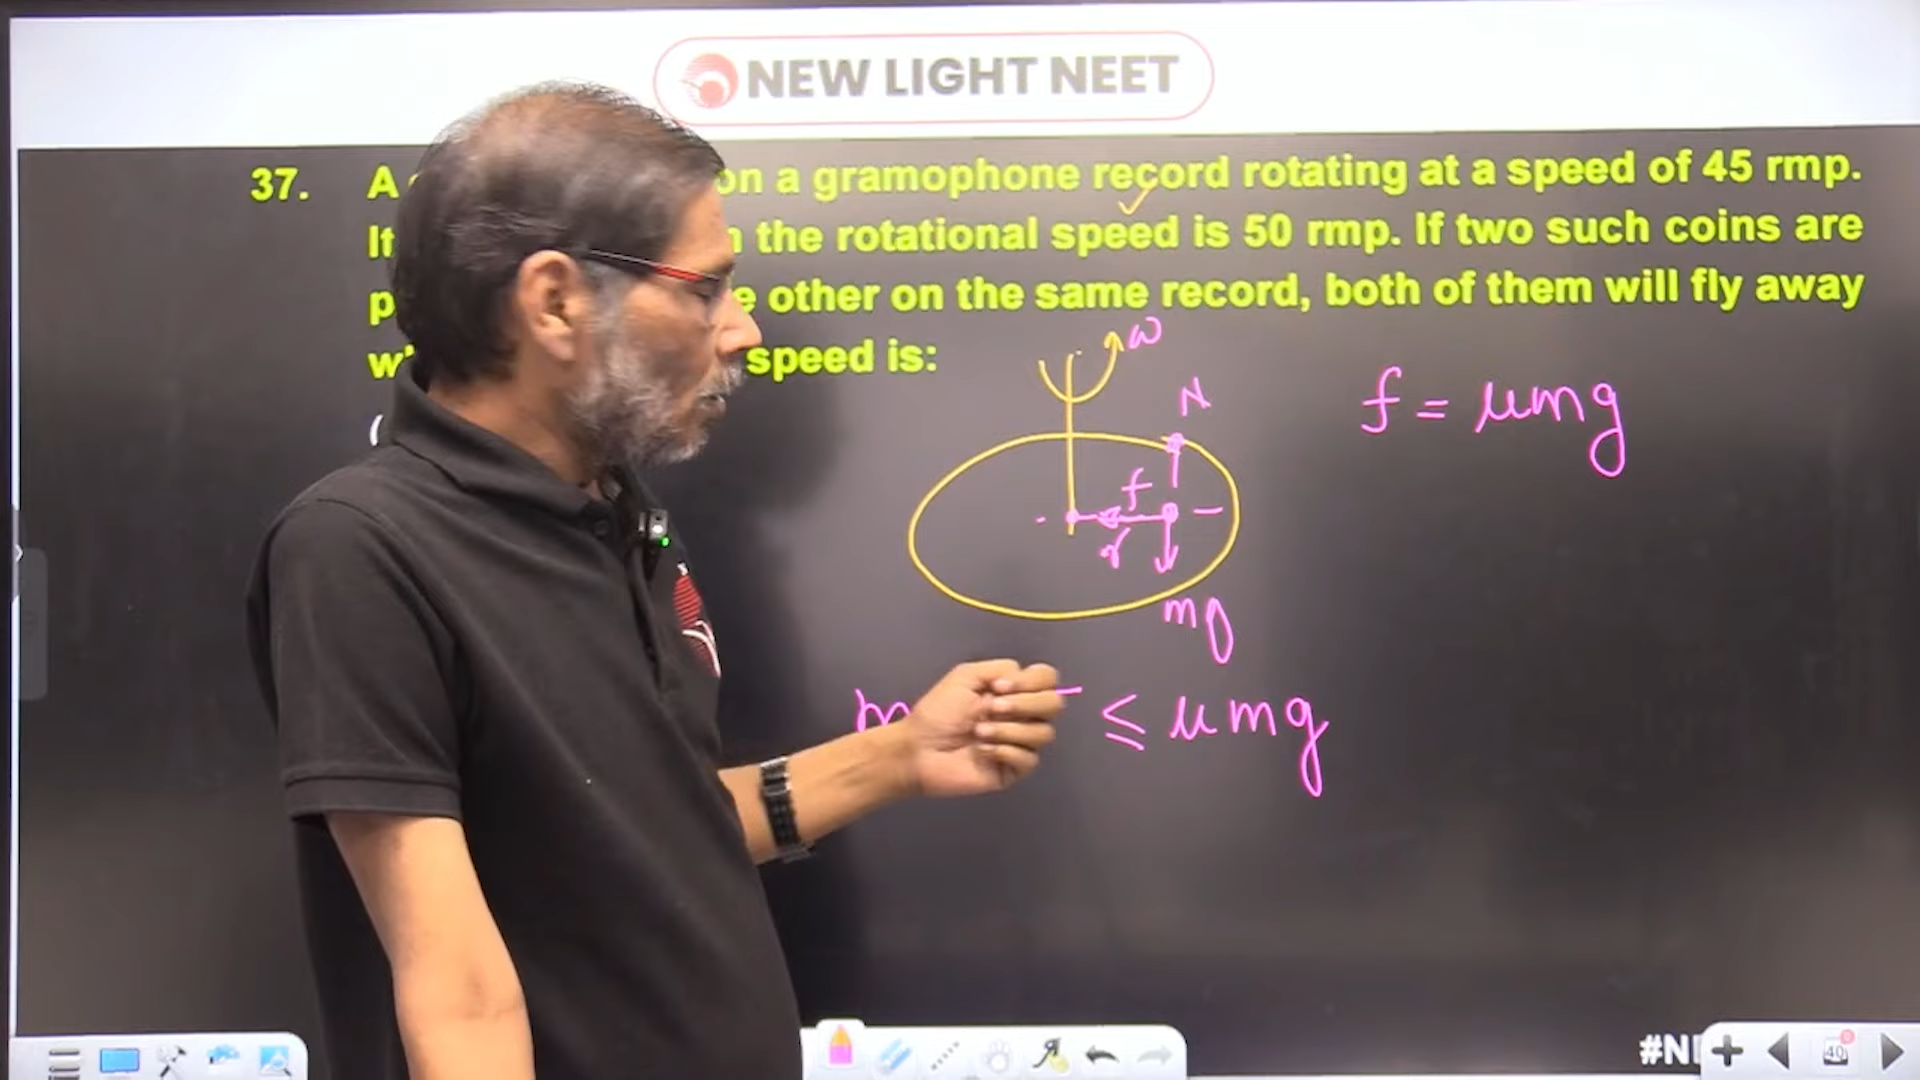 NEW LIGHT NEET
37. A on a gramophone record rotating at a speed of 45 rmp.
It the rotational speed is 50 rmp. If two such coins are
other on the same record, both of them will fly away
speed is:
ω
N
f = μmg
f
r
mg
m ≤ μmg
40